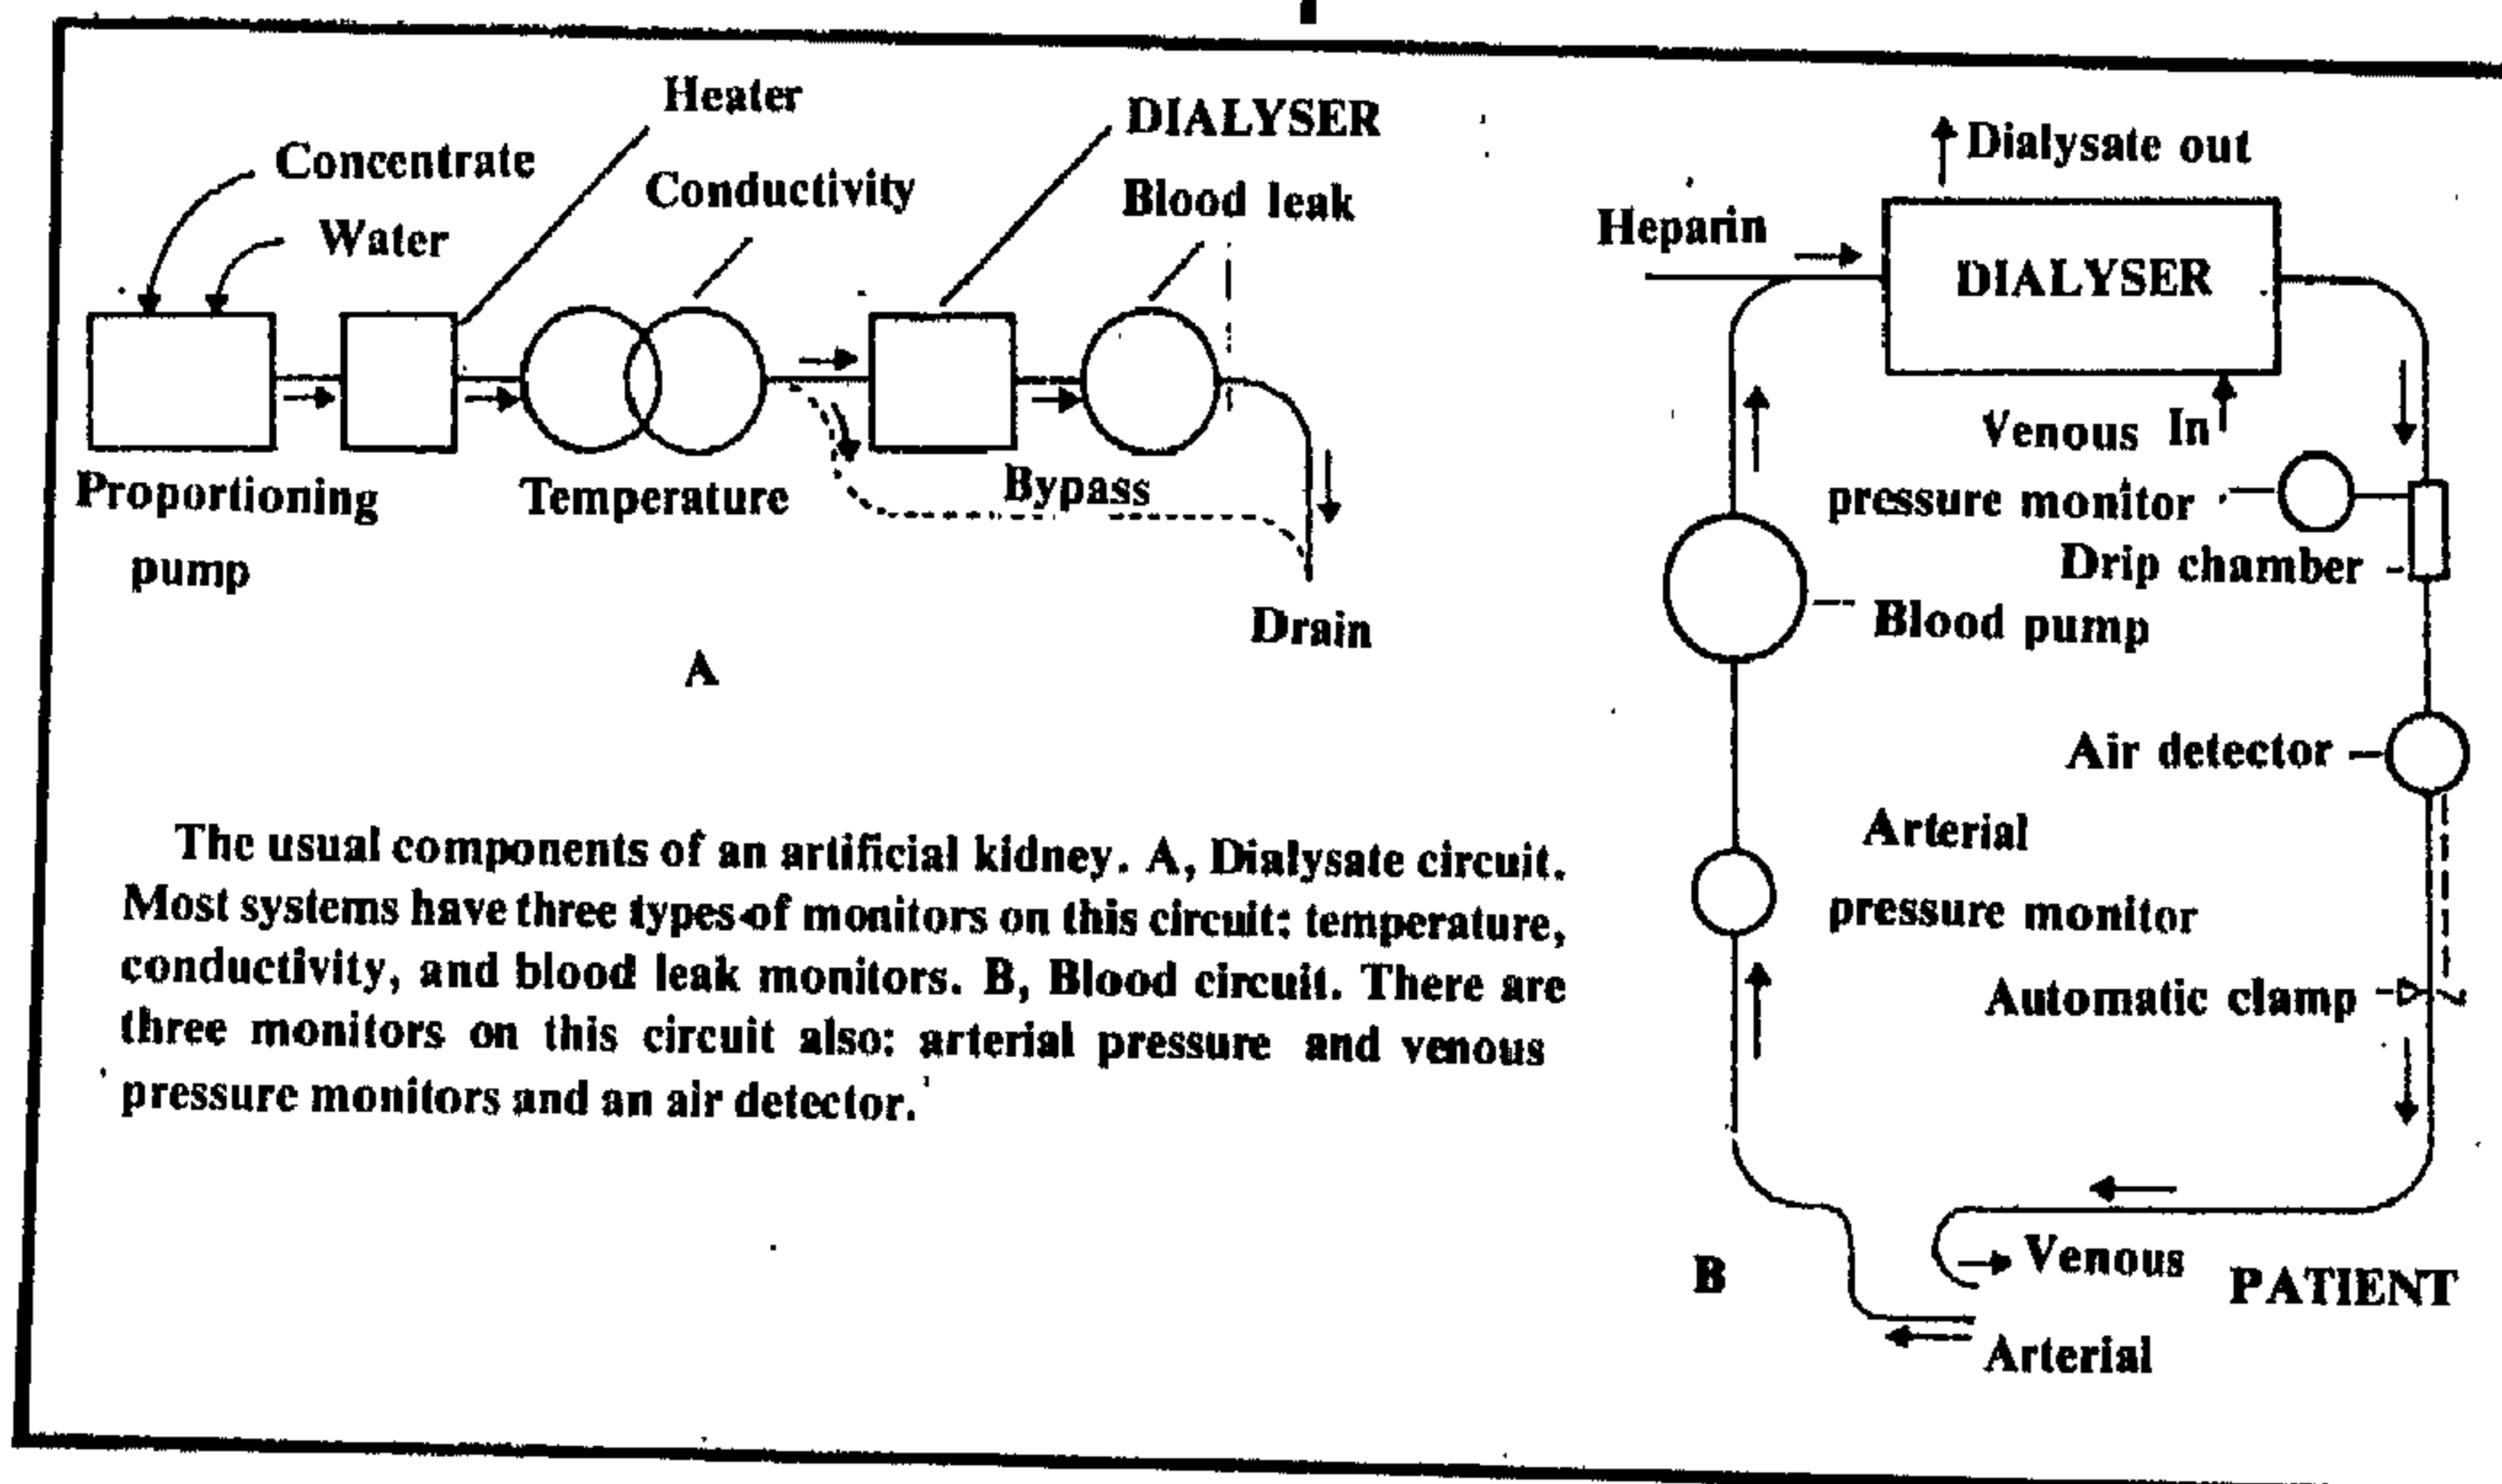 Heater
DIALYSER
Concentrate
Conductivity
Blood leak
Water
Proportioning
pump
Temperature
Bypass
Drain
A
The usual components of an artificial kidney. A, Dialysate circuit.
Most systems have three types of monitors on this circuit: temperature,
conductivity, and blood leak monitors. B, Blood circuit. There are
three monitors on this circuit also: arterial pressure and venous
pressure monitors and an air detector.
Dialysate out
Heparin
DIALYSER
In
Venous
pressure monitor
Drip chamber
Blood pump
Air detector
Arterial
pressure monitor
Automatic clamp
B
Venous
PATIENT
Arterial